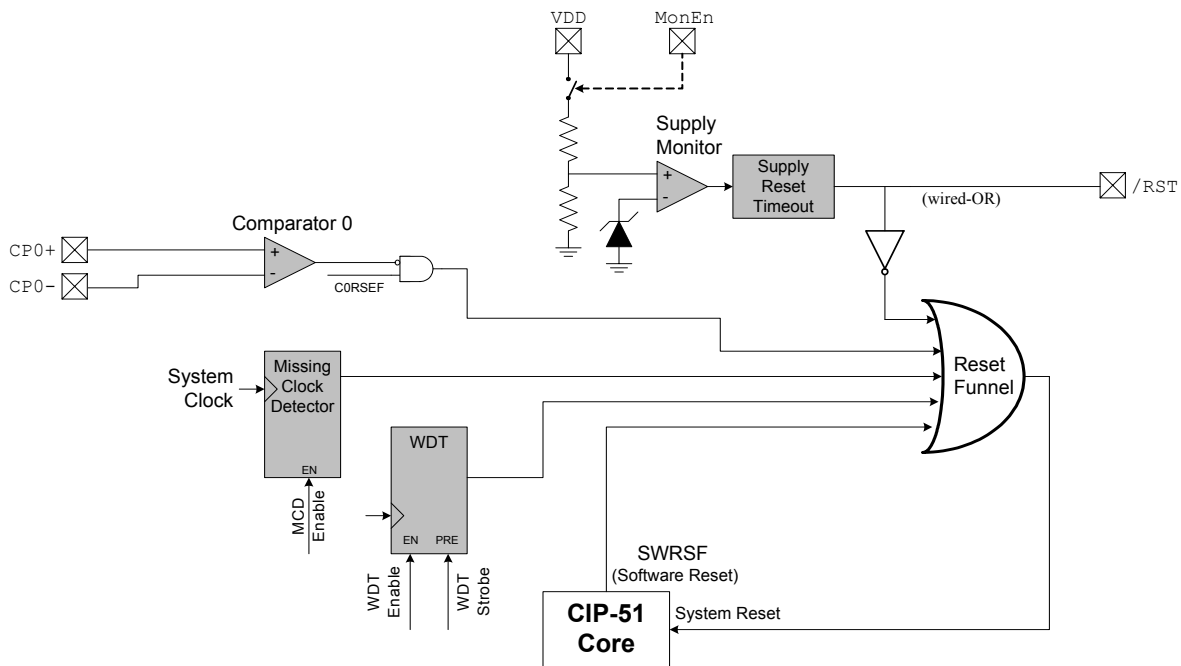 VDD
MonEn
Supply
Monitor
+
-
Supply
Reset
Timeout
(wired-OR)
/RST
Comparator 0
CP0+
CP0-
+
-
C0RSEF
Reset
Funnel
System
Clock
Missing
Clock
Detector
EN
MCD
Enable
WDT
EN
PRE
WDT
Enable
WDT
Strobe
SWRSF
(Software Reset)
CIP-51
Core
System Reset